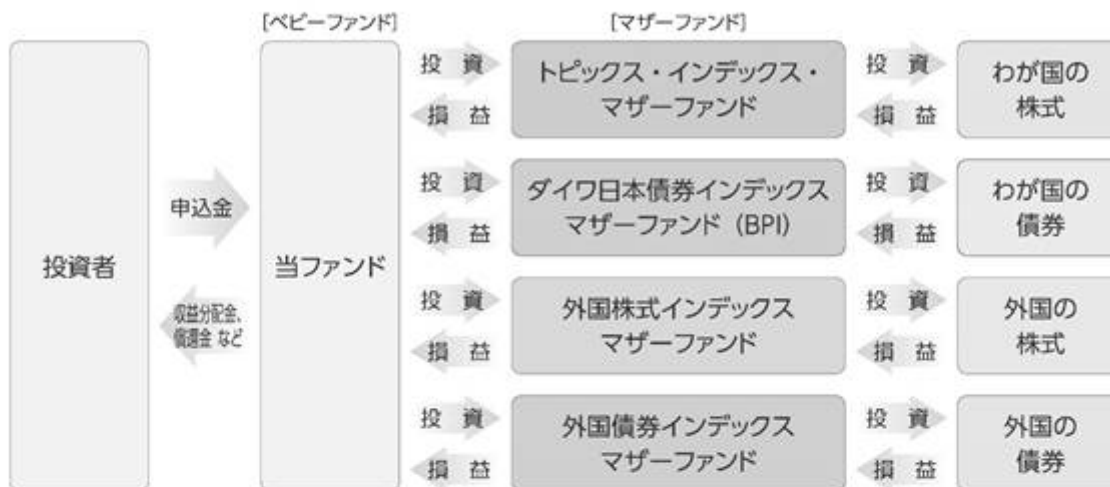 [ベビーファンド]
[マザーファンド]
投資者
申込金
収益分配金、
償還金 など
当ファンド
投 資
損 益
トピックス・インデックス・
マザーファンド
投 資
損 益
わが国の
株式
投 資
損 益
ダイワ日本債券インデックス
マザーファンド（BPI）
投 資
損 益
わが国の
債券
投 資
損 益
外国株式インデックス
マザーファンド
投 資
損 益
外国の
株式
投 資
損 益
外国債券インデックス
マザーファンド
投 資
損 益
外国の
債券